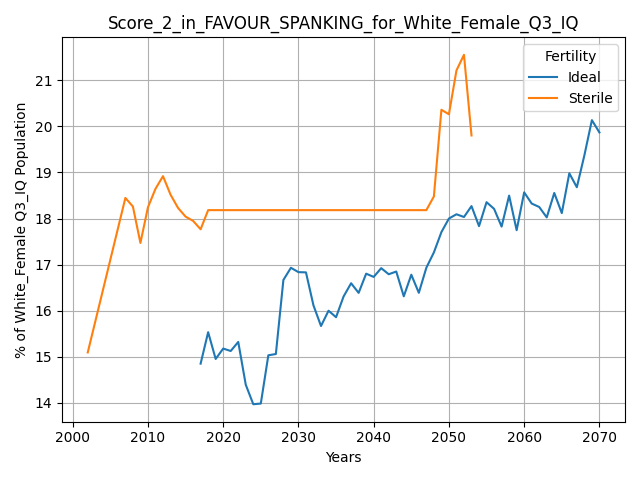 Score_2_in_FAVOUR_SPANKING_for_White_Female_Q3_IQ
Fertility
Ideal
Sterile
% of White_Female Q3_IQ Population
21
20
19
18
17
16
15
14
2000 2010 2020 2030 2040 2050 2060 2070
Years